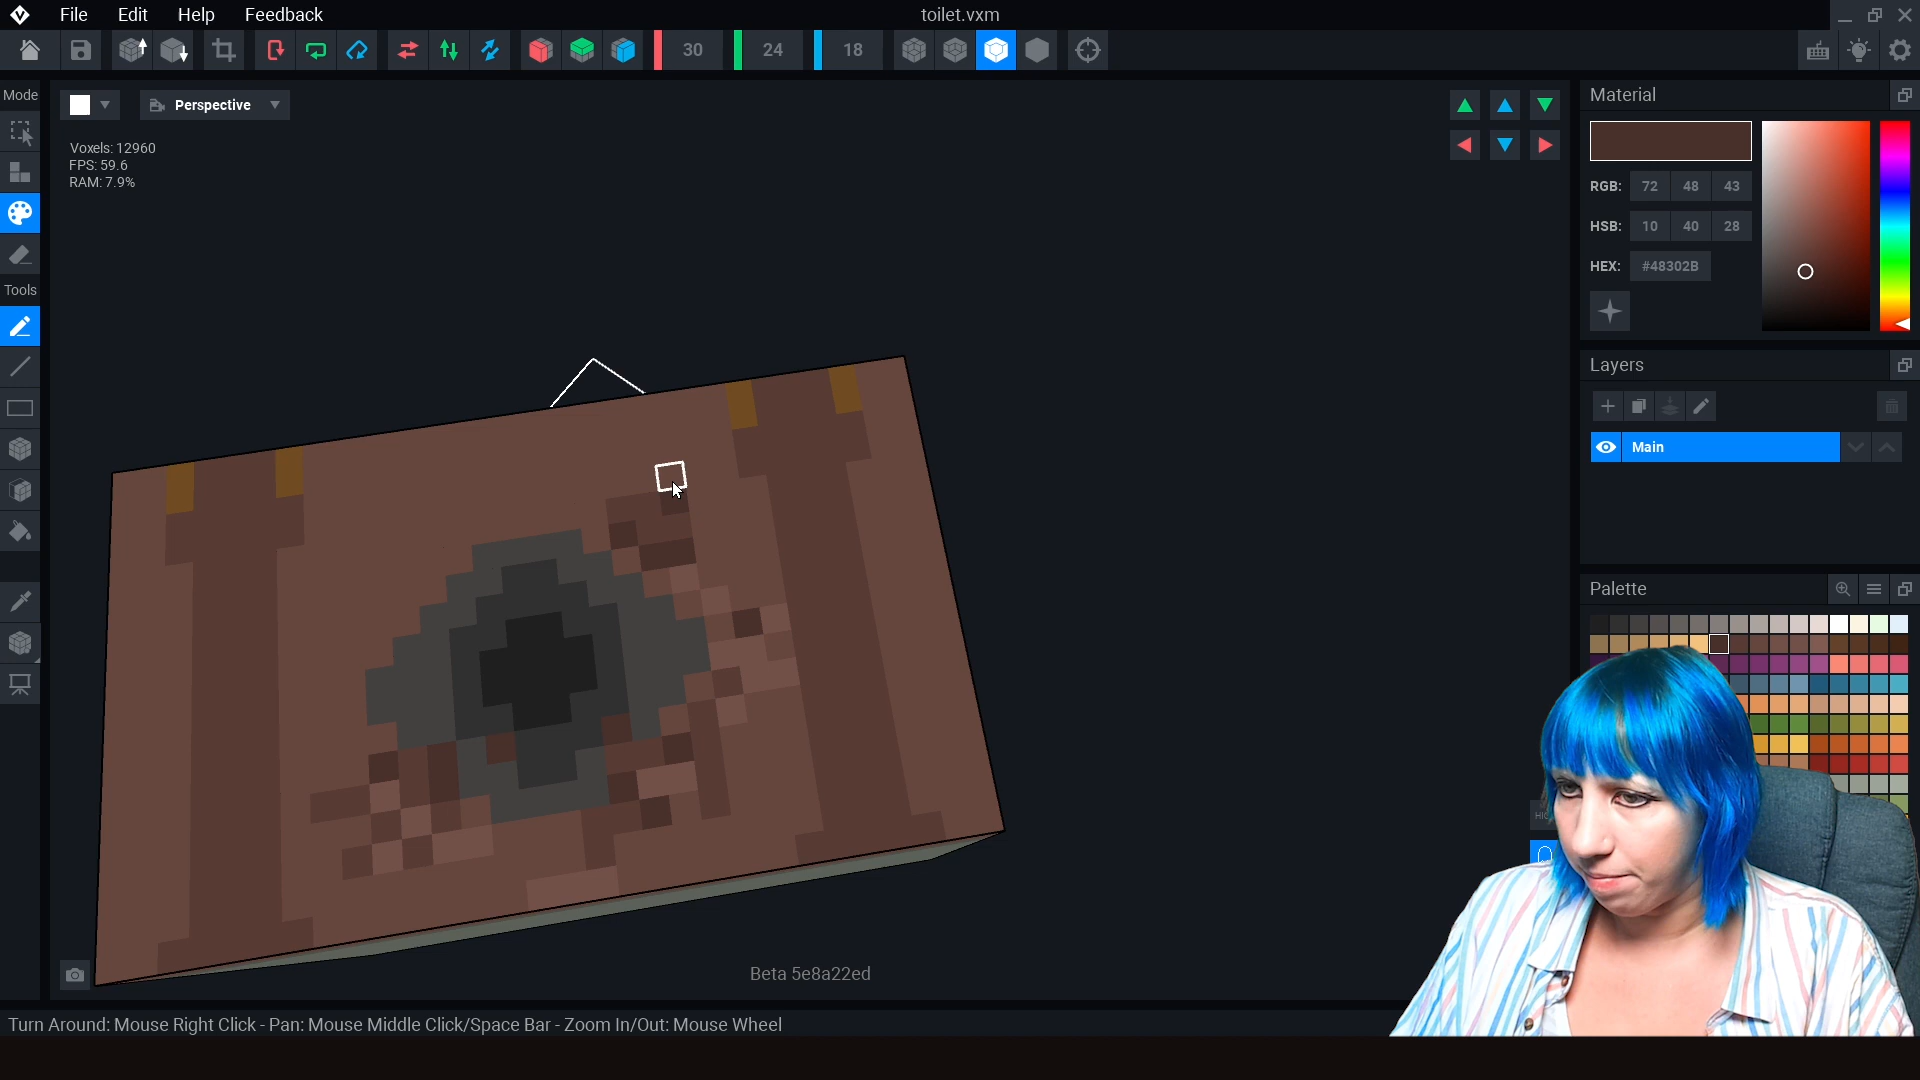 File Edit Help Feedback
toilet.vxm
30 24 18
Mode
Perspective
Voxels: 12960
FPS: 59.6
RAM: 7.9%
Tools
Material
RGB: 72 48 43
HSB: 10 40 28
HEX: #48302B
Layers
Main
Palette
Beta 5e8a22ed
Turn Around: Mouse Right Click - Pan: Mouse Middle Click/Space Bar - Zoom In/Out: Mouse Wheel